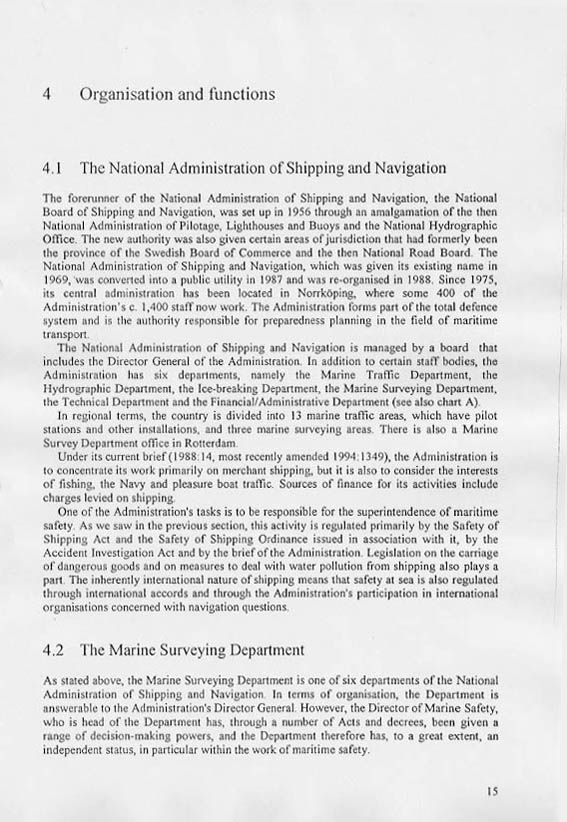 4 Organisation and functions
4.1 The National Administration of Shipping and Navigation
The forerunner of the National Administration of Shipping and Navigation, the National
Board of Shipping and Navigation, was set up in 1956 through an amalgamation of the then
National Administration of Pilotage, Lighthouses and Buoys and the National Hydrographic
Office. The new authority was also given certain areas of jurisdiction that had formerly been
the province of the Swedish Board of Commerce and the then National Road Board. The
National Administration of Shipping and Navigation, which was given its existing name in
1969, was converted into a public utility in 1987 and was re-organised in 1988. Since 1975,
its central administration has been located in Norrköping, where some 400 of the
Administration's c. 1,400 staff now work. The Administration forms part of the total defence
system and is the authority responsible for preparedness planning in the field of maritime
transport.
The National Administration of Shipping and Navigation is managed by a board that
includes the Director General of the Administration. In addition to certain staff bodies, the
Administration has six departments, namely the Marine Traffic Department, the
Hydrographic Department, the Ice-breaking Department, the Marine Surveying Department,
the Technical Department and the Financial/Administrative Department (see also chart A).
In regional terms, the country is divided into 13 marine traffic areas, which have pilot
stations and other installations, and three marine surveying areas. There is also a Marine
Survey Department office in Rotterdam.
Under its current brief (1988:14, most recently amended 1994:1349), the Administration is
to concentrate its work primarily on merchant shipping, but it is also to consider the interests
of fishing, the Navy and pleasure boat traffic. Sources of finance for its activities include
charges levied on shipping.
One of the Administration's tasks is to be responsible for the superintendence of maritime
safety. As we saw in the previous section, this activity is regulated primarily by the Safety of
Shipping Act and the Safety of Shipping Ordinance issued in association with it, by the
Accident Investigation Act and by the brief of the Administration. Legislation on the carriage
of dangerous goods and on measures to deal with water pollution from shipping also plays a
part. The inherently international nature of shipping means that safety at sea is also regulated
through international accords and through the Administration's participation in international
organisations concerned with navigation questions.
4.2 The Marine Surveying Department
As stated above, the Marine Surveying Department is one of six departments of the National
Administration of Shipping and Navigation. In terms of organisation, the Department is
answerable to the Administration's Director General. However, the Director of Marine Safety,
who is head of the Department has, through a number of Acts and decrees, been given a
range of decision-making powers, and the Department therefore has, to a great extent, an
independent status, in particular within the work of maritime safety.
15